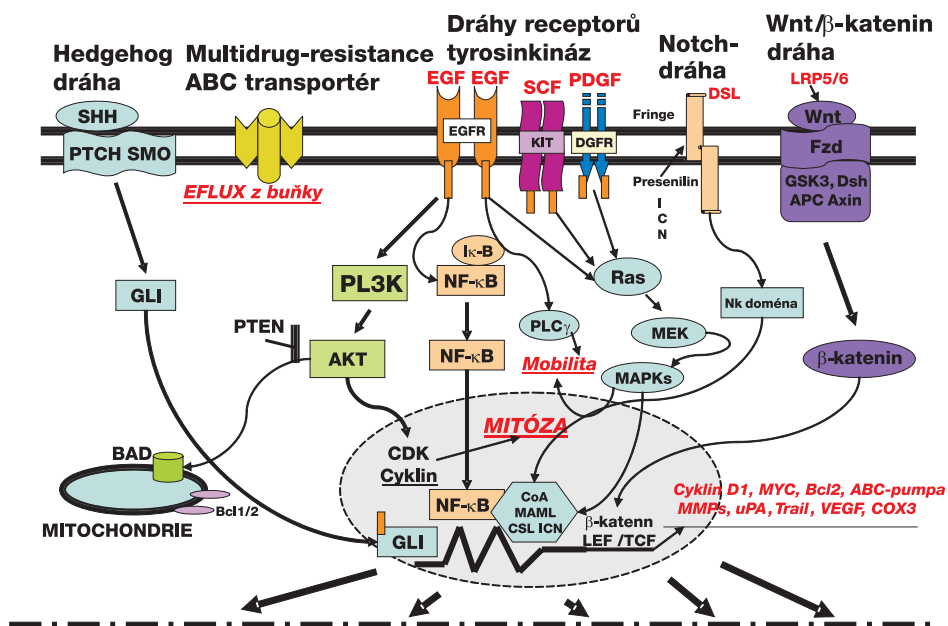 Hedgehog
dráha
Multidrug-resistance
ABC transportér
Dráhy receptorů
tyrosinkináz
Notch-
dráha
Wnt/β-katenin
dráha
EGF EGF
SCF
PDGF
DSL
LRP5/6
SHH
PTCH SMO
EGFR
KIT
DGFR
Fringe
Wnt
Fzd
GSK3, Dsh
APC Axin
EFLUX z buňky
Presenilin
I
C
N
Iκ-B
NF-κB
PL3K
GLI
Ras
Nk doména
PTEN
AKT
NF-κB
PLCγ
MEK
Mobilita
MAPKs
β-katenin
MITÓZA
CDK
Cyklin
BAD
Bcl1/2
MITOCHONDRIE
NF-κB
CoA
MAML
CSL ICN
β-katenn
LEF /TCF
GLI
Cyklin D1, MYC, Bcl2, ABC-pumpa
MMPs, uPA, Trail, VEGF, COX3